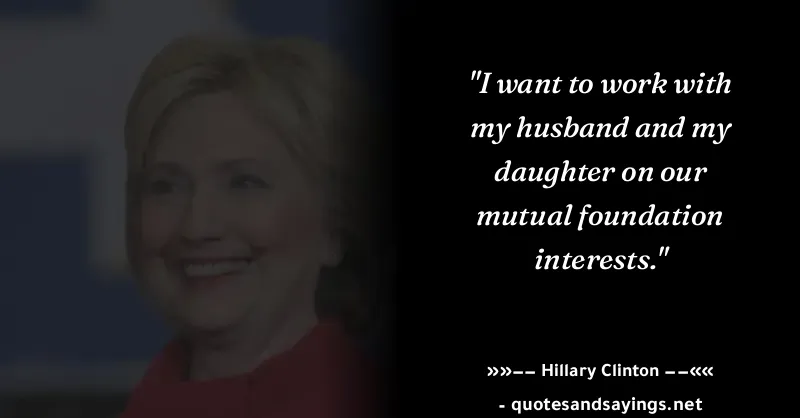 "I want to work with
my husband and my
daughter on our
mutual foundation
interests."
»»–– Hillary Clinton ––««
- quotesandsayings.net